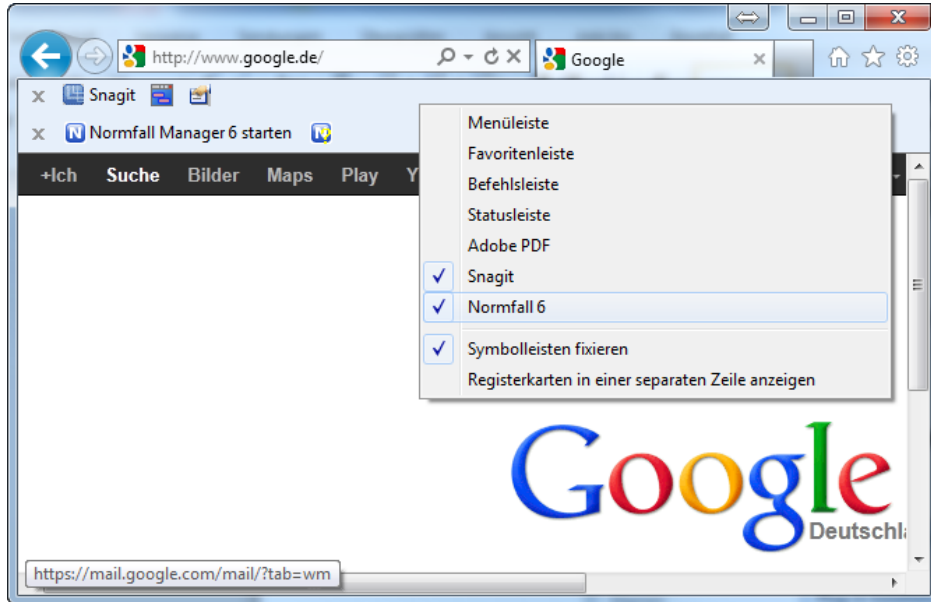 http://www.google.de/
Google
x Snagit
x Normfall Manager 6 starten
+Ich Suche Bilder Maps Play Y
Menüleiste
Favoritenleiste
Befehlsleiste
Statusleiste
Adobe PDF
Snagit
Normfall 6
Symbolleisten fixieren
Registerkarten in einer separaten Zeile anzeigen
Google
Deutschl
https://mail.google.com/mail/?tab=wm